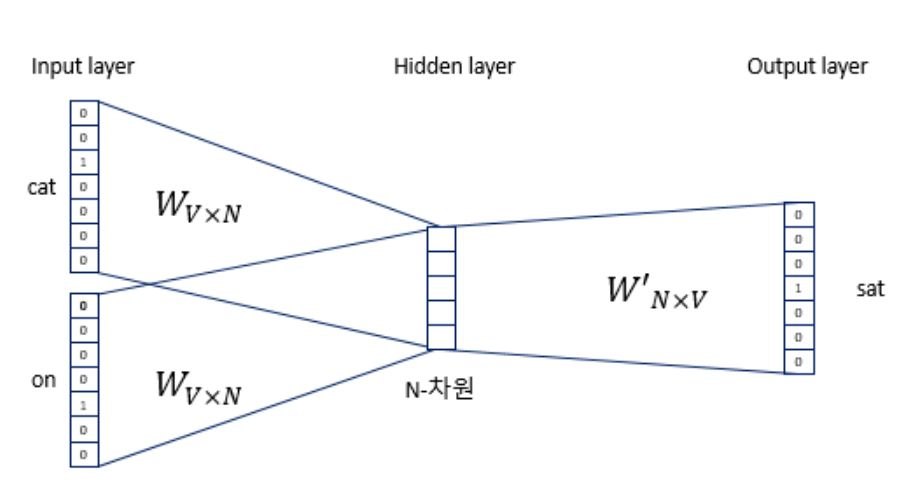 Input layer
Hidden layer
Output layer
0
0
1
0
0
0
0
cat
W_{V×N}
0
0
0
0
1
0
0
on
W_{V×N}
N-차원
W'_{N×V}
0
0
0
1
0
0
0
sat